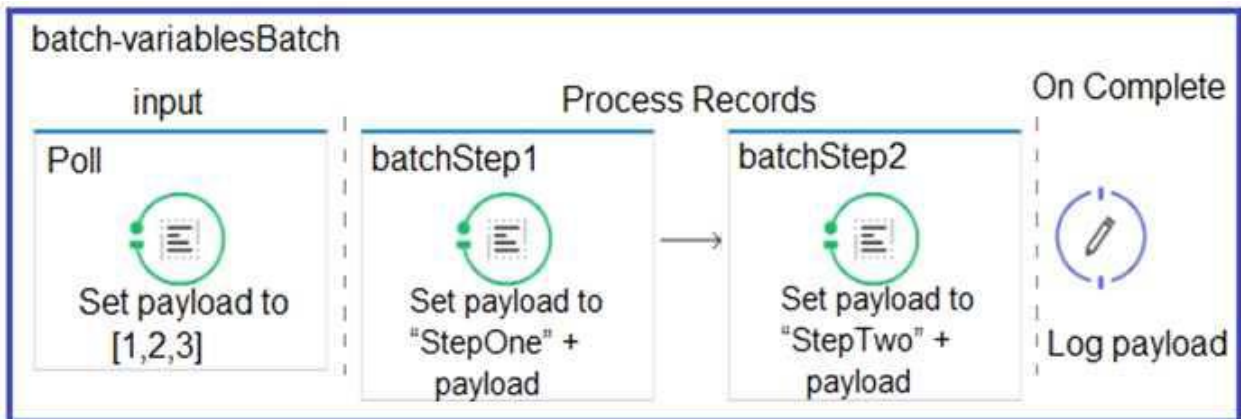 batch-variablesBatch
input
Process Records
On Complete
Poll
Set payload to
[1,2,3]
batchStep1
Set payload to
“StepOne” +
payload
batchStep2
Set payload to
“StepTwo” +
payload
Log payload